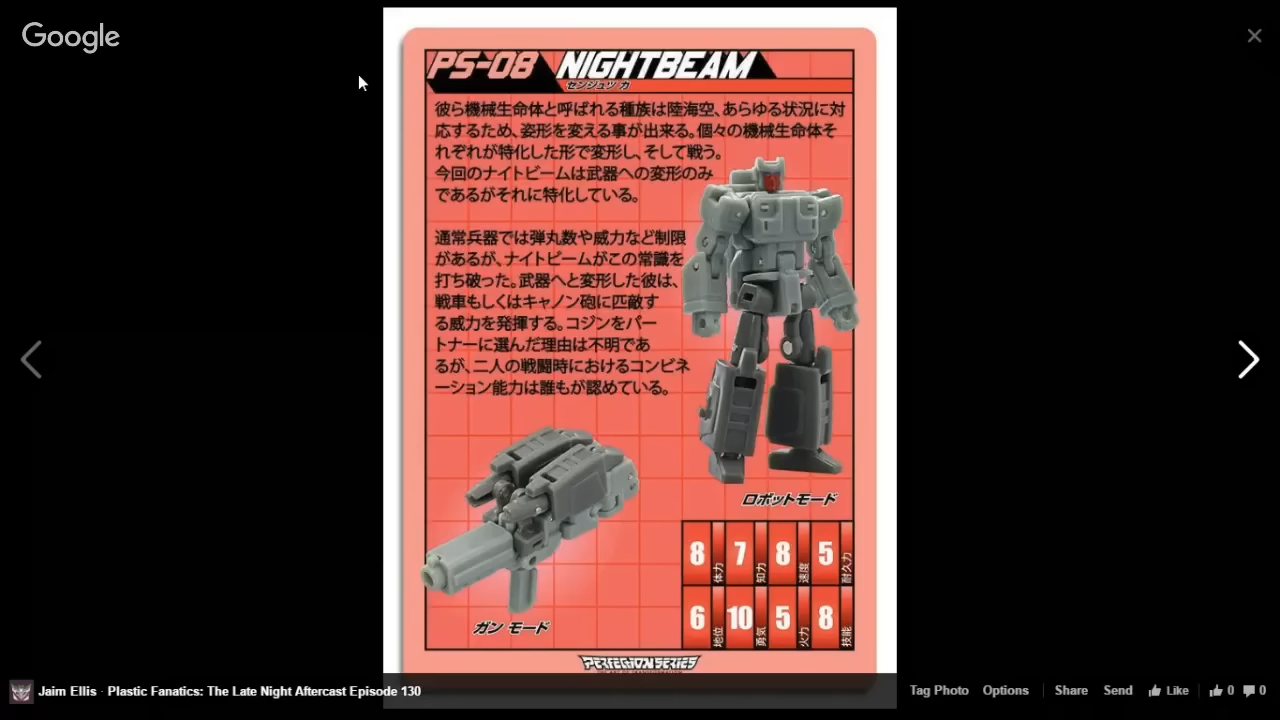 Google
PS-08 NIGHTBEAM
センジュツ カ
彼ら機械生命体と呼ばれる種族は陸海空、あらゆる状況に対
応するため、姿形を変える事が出来る。個々の機械生命体そ
れぞれが特化した形で変形し、そして戦う。
今回のナイトビームは武器への変形のみ
であるがそれに特化している。
通常兵器では弾丸数や威力など制限
があるが、ナイトビームがこの常識を
打ち破った。武器へと変形した彼は、
戦車もしくはキャノン砲に匹敵す
る威力を発揮する。コジンをパー
トナーに選んだ理由は不明であ
るが、二人の戦闘時におけるコンビネ
ーション能力は誰もが認めている。
ロボットモード
ガン モード
8 体力 7 知力 8 速度 5 耐久力
6 地位 10 勇気 5 火力 8 技能
PERFECTION SERIES
Jaim Ellis · Plastic Fanatics: The Late Night Aftercast Episode 130
Tag Photo Options Share Send Like 0 0